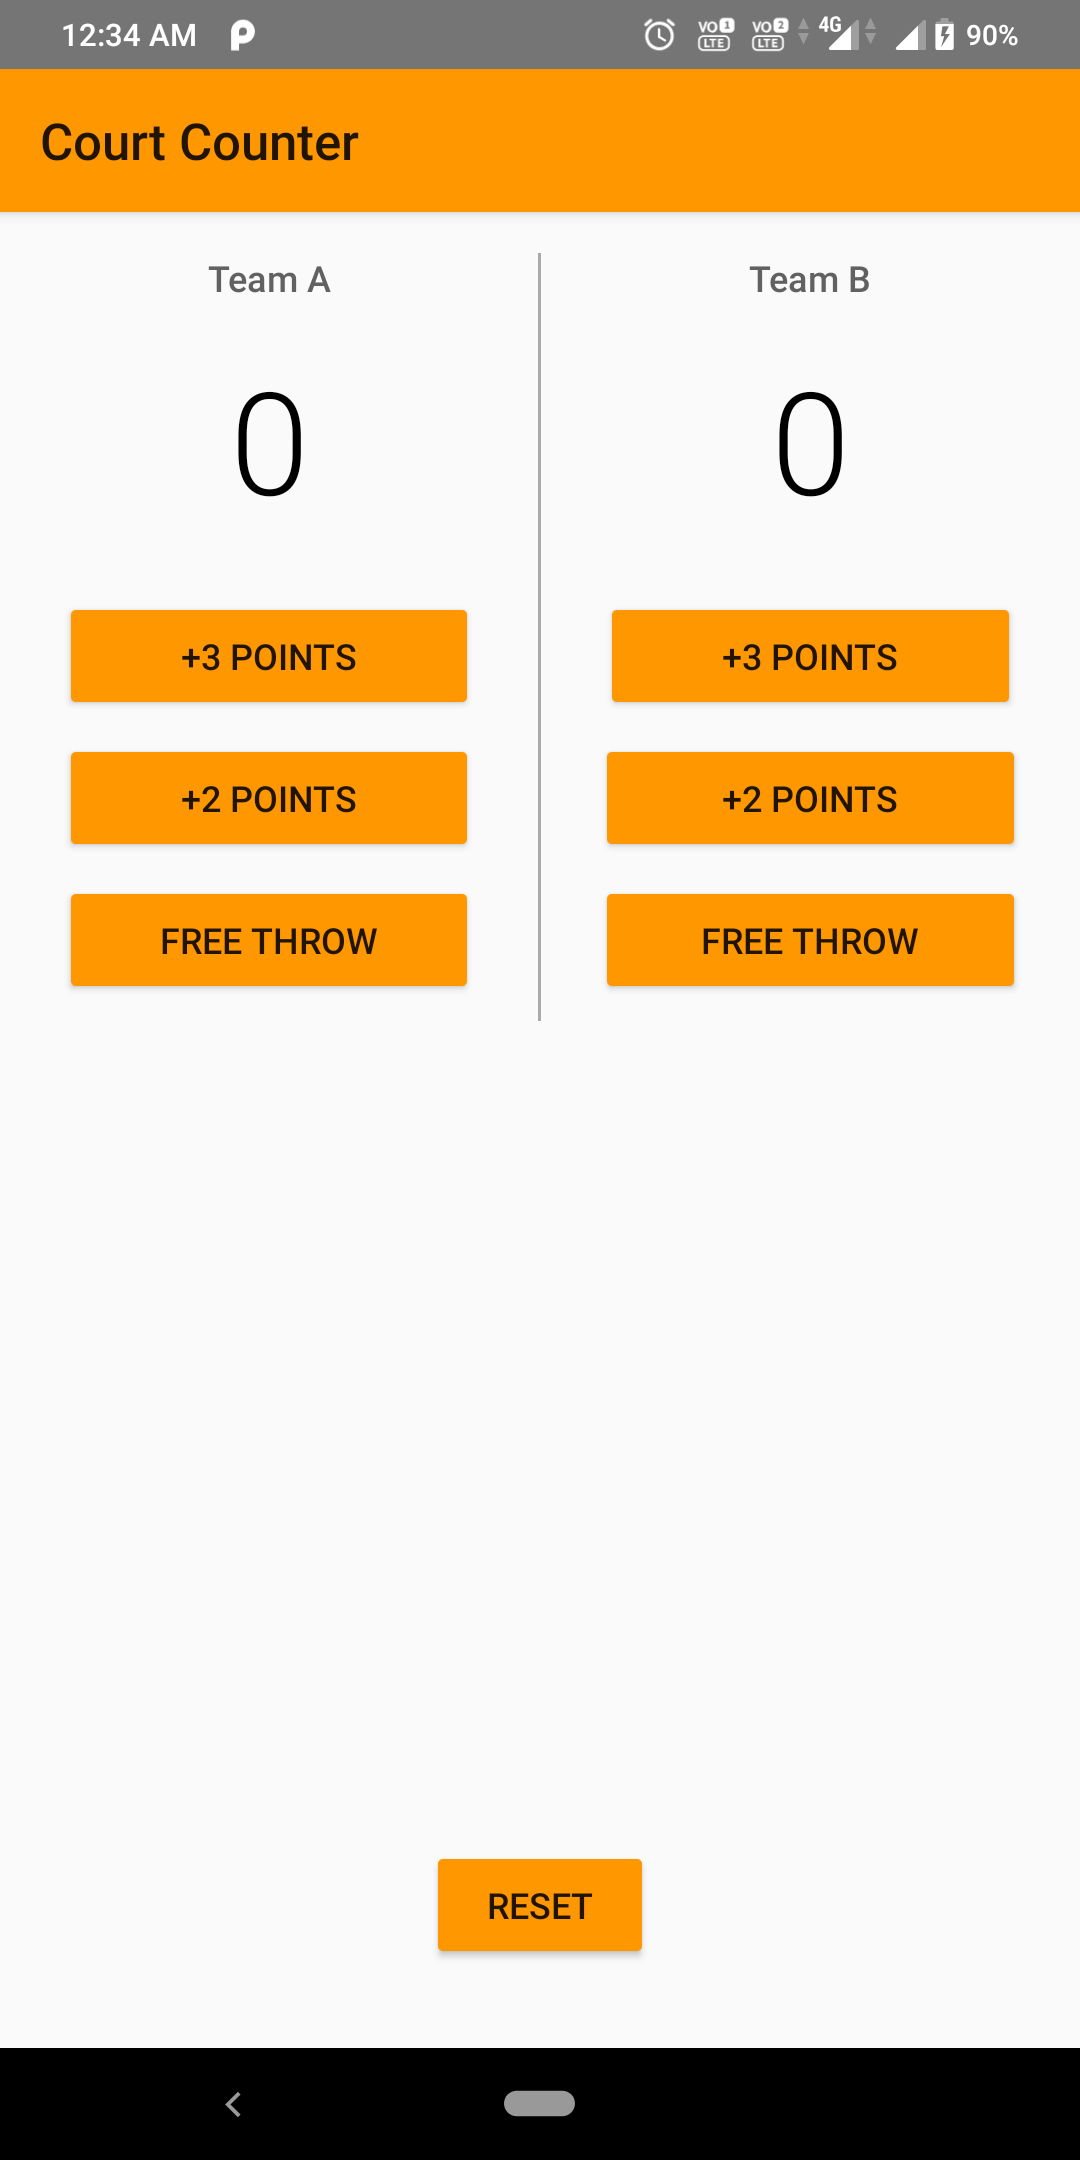 12:34 AM VO 1 LTE VO 2 LTE 4G 90%
Court Counter
Team A Team B
0 0
+3 POINTS +3 POINTS
+2 POINTS +2 POINTS
FREE THROW FREE THROW
RESET